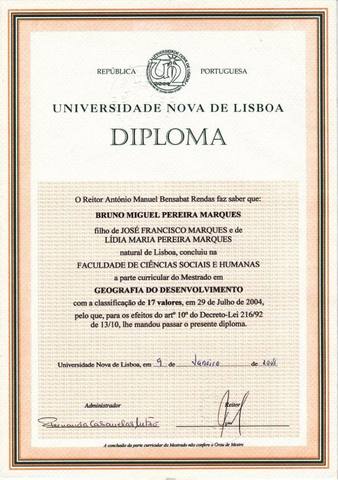 REPÚBLICA PORTUGUESA
UNIVERSIDADE NOVA DE LISBOA
DIPLOMA
O Reitor António Manuel Bensabat Rendas faz saber que:
BRUNO MIGUEL PEREIRA MARQUES
filho de JOSÉ FRANCISCO MARQUES e de
LÍDIA MARIA PEREIRA MARQUES
natural de Lisboa, concluiu na
FACULDADE DE CIÊNCIAS SOCIAIS E HUMANAS
a parte curricular do Mestrado em
GEOGRAFIA DO DESENVOLVIMENTO
com a classificação de 17 valores, em 29 de Julho de 2004,
pelo que, para os efeitos do artº 10º do Decreto-Lei 216/92
de 13/10, lhe mandou passar o presente diploma.
Universidade Nova de Lisboa, em 9 de Janeiro de
Administrador Reitor
A conclusão da parte curricular do Mestrado não confere o Grau de Mestre